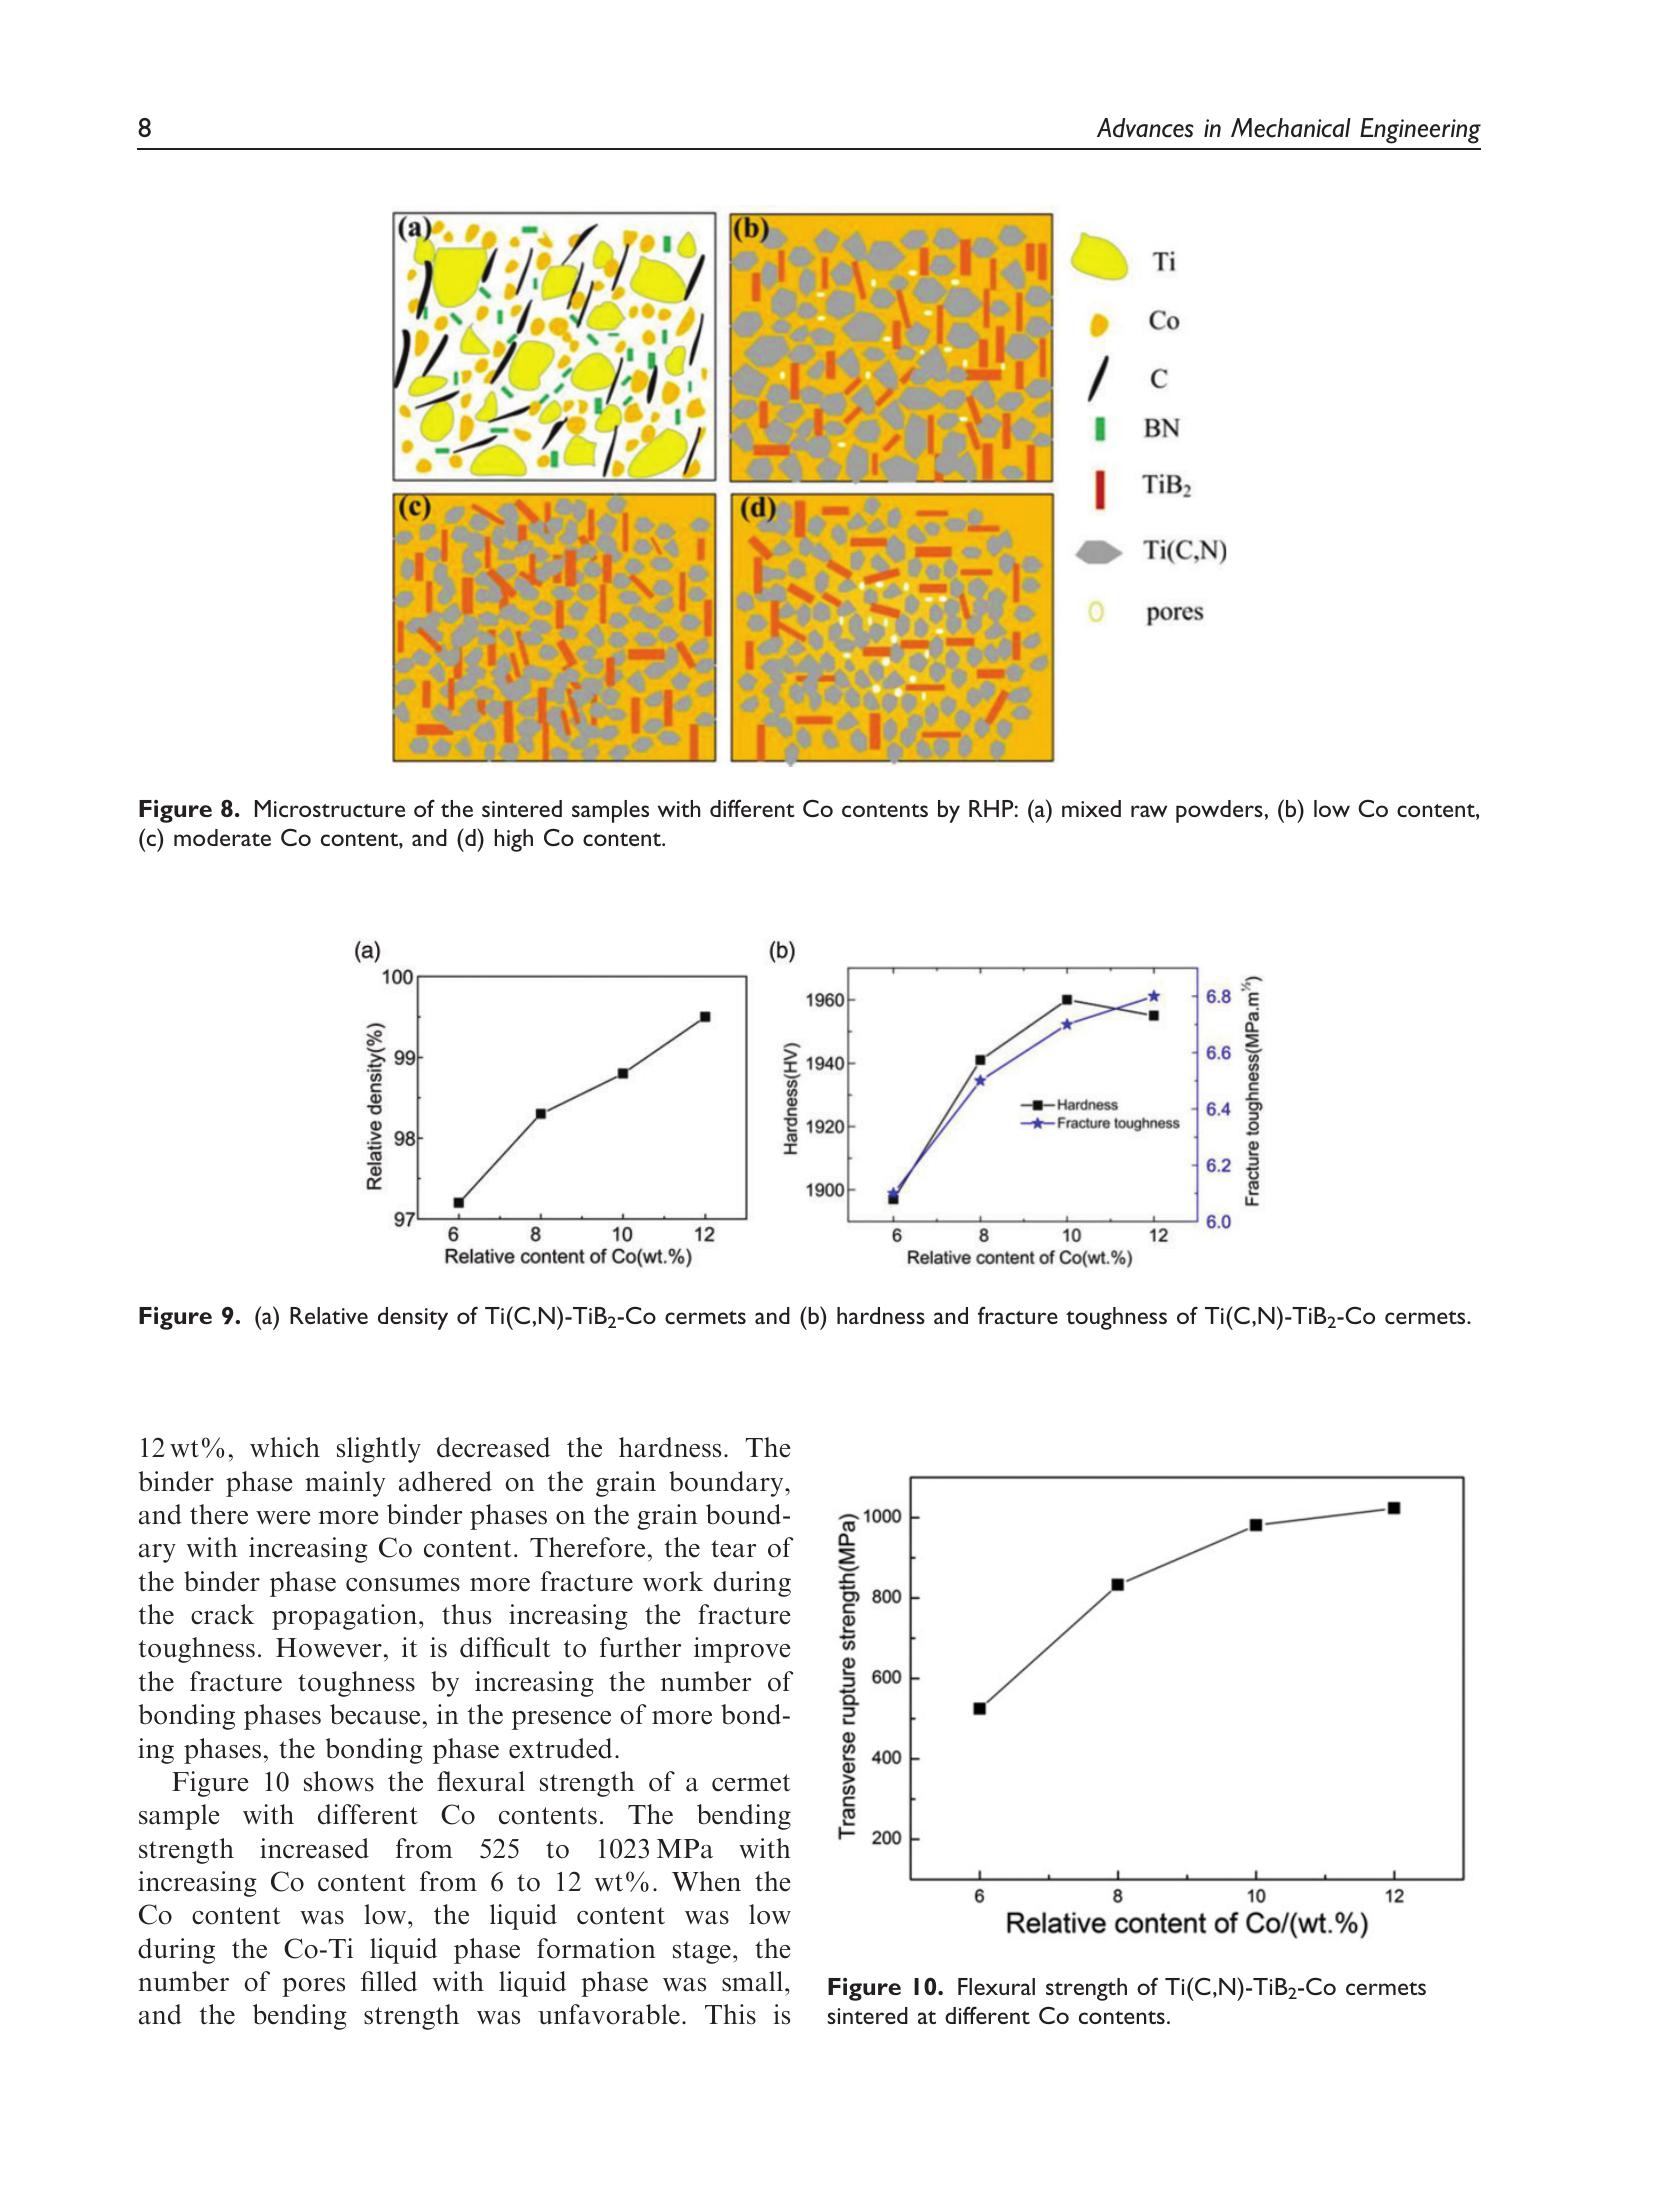 8
Advances in Mechanical Engineering
(a)
(b)
Ti
Co
C
BN
TiB₂
(c)
(d)
Ti(C,N)
pores
Figure 8. Microstructure of the sintered samples with different Co contents by RHP: (a) mixed raw powders, (b) low Co content,
(c) moderate Co content, and (d) high Co content.
(a)
100
99
98
97
Relative density(%)
6 8 10 12
Relative content of Co(wt.%)
(b)
1960
1940
1920
1900
Hardness(HV)
Hardness
Fracture toughness
6.8
6.6
6.4
6.2
6.0
Fracture toughness(MPa.m½)
6 8 10 12
Relative content of Co(wt.%)
Figure 9. (a) Relative density of Ti(C,N)-TiB₂-Co cermets and (b) hardness and fracture toughness of Ti(C,N)-TiB₂-Co cermets.
12 wt%, which slightly decreased the hardness. The
binder phase mainly adhered on the grain boundary,
and there were more binder phases on the grain bound-
ary with increasing Co content. Therefore, the tear of
the binder phase consumes more fracture work during
the crack propagation, thus increasing the fracture
toughness. However, it is difficult to further improve
the fracture toughness by increasing the number of
bonding phases because, in the presence of more bond-
ing phases, the bonding phase extruded.
Figure 10 shows the flexural strength of a cermet
sample with different Co contents. The bending
strength increased from 525 to 1023 MPa with
increasing Co content from 6 to 12 wt%. When the
Co content was low, the liquid content was low
during the Co-Ti liquid phase formation stage, the
number of pores filled with liquid phase was small,
and the bending strength was unfavorable. This is
1000
800
600
400
200
Transverse rupture strength(MPa)
6 8 10 12
Relative content of Co/(wt.%)
Figure 10. Flexural strength of Ti(C,N)-TiB₂-Co cermets
sintered at different Co contents.